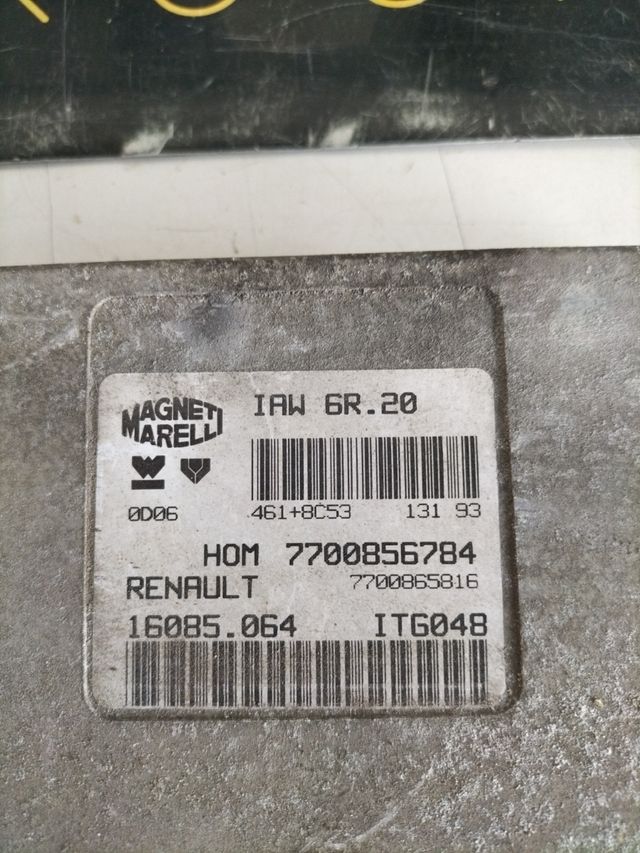 MAGNETI
MARELLI
IAW 6R.20
0D06
461+8C53 131 93
HOM 7700856784
RENAULT 7700865816
16085.064 ITG048